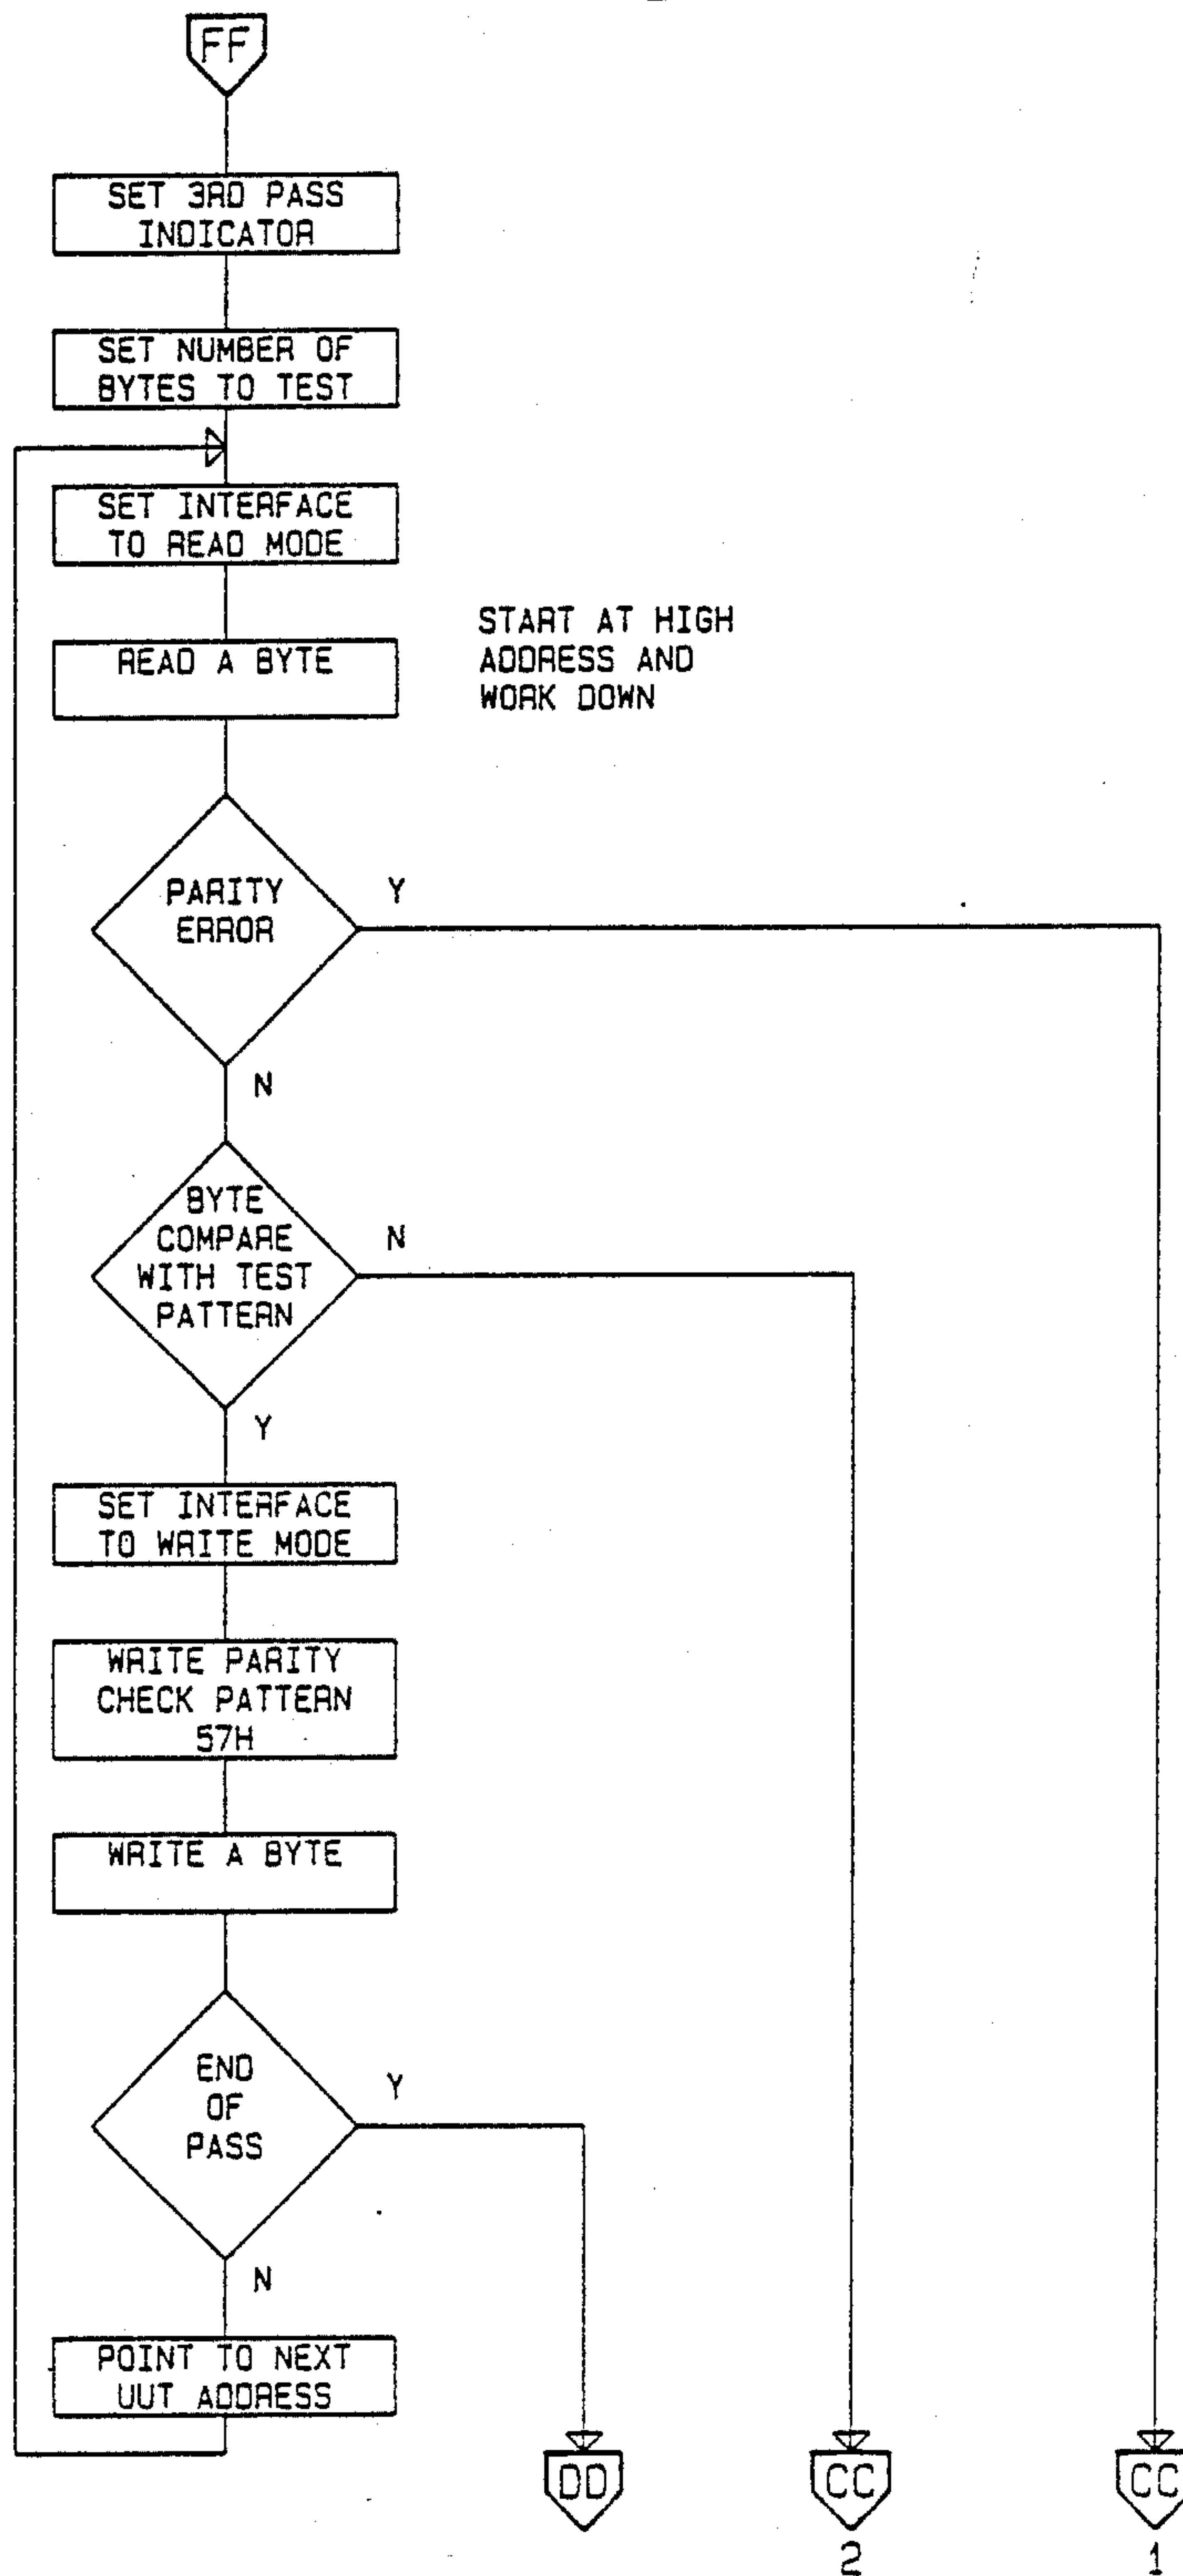 FF
SET 3RD PASS
INDICATOR
SET NUMBER OF
BYTES TO TEST
SET INTERFACE
TO READ MODE
READ A BYTE
START AT HIGH
ADDRESS AND
WORK DOWN
PARITY
ERROR
Y
N
BYTE
COMPARE
WITH TEST
PATTERN
N
Y
SET INTERFACE
TO WRITE MODE
WRITE PARITY
CHECK PATTERN
57H
WRITE A BYTE
END
OF
PASS
Y
N
POINT TO NEXT
UUT ADDRESS
DD
CC
2
CC
1